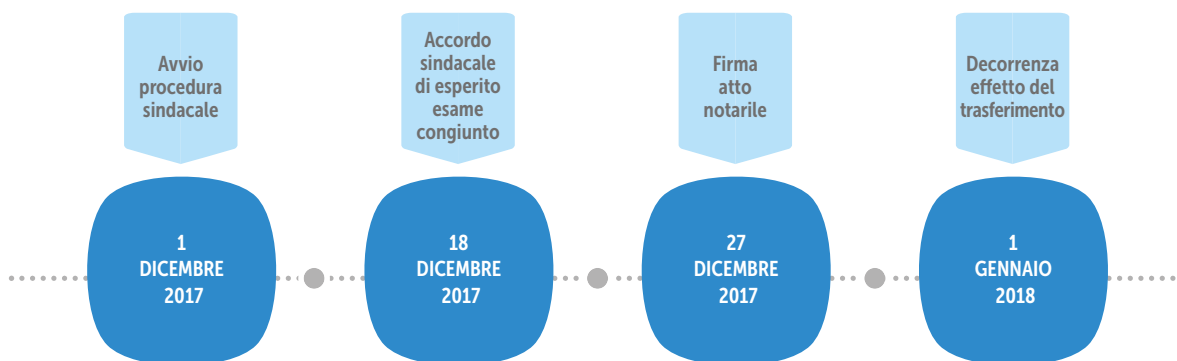 Avvio
procedura
sindacale
1
DICEMBRE
2017
Accordo
sindacale
di esperito
esame
congiunto
18
DICEMBRE
2017
Firma
atto
notarile
27
DICEMBRE
2017
Decorrenza
effetto del
trasferimento
1
GENNAIO
2018